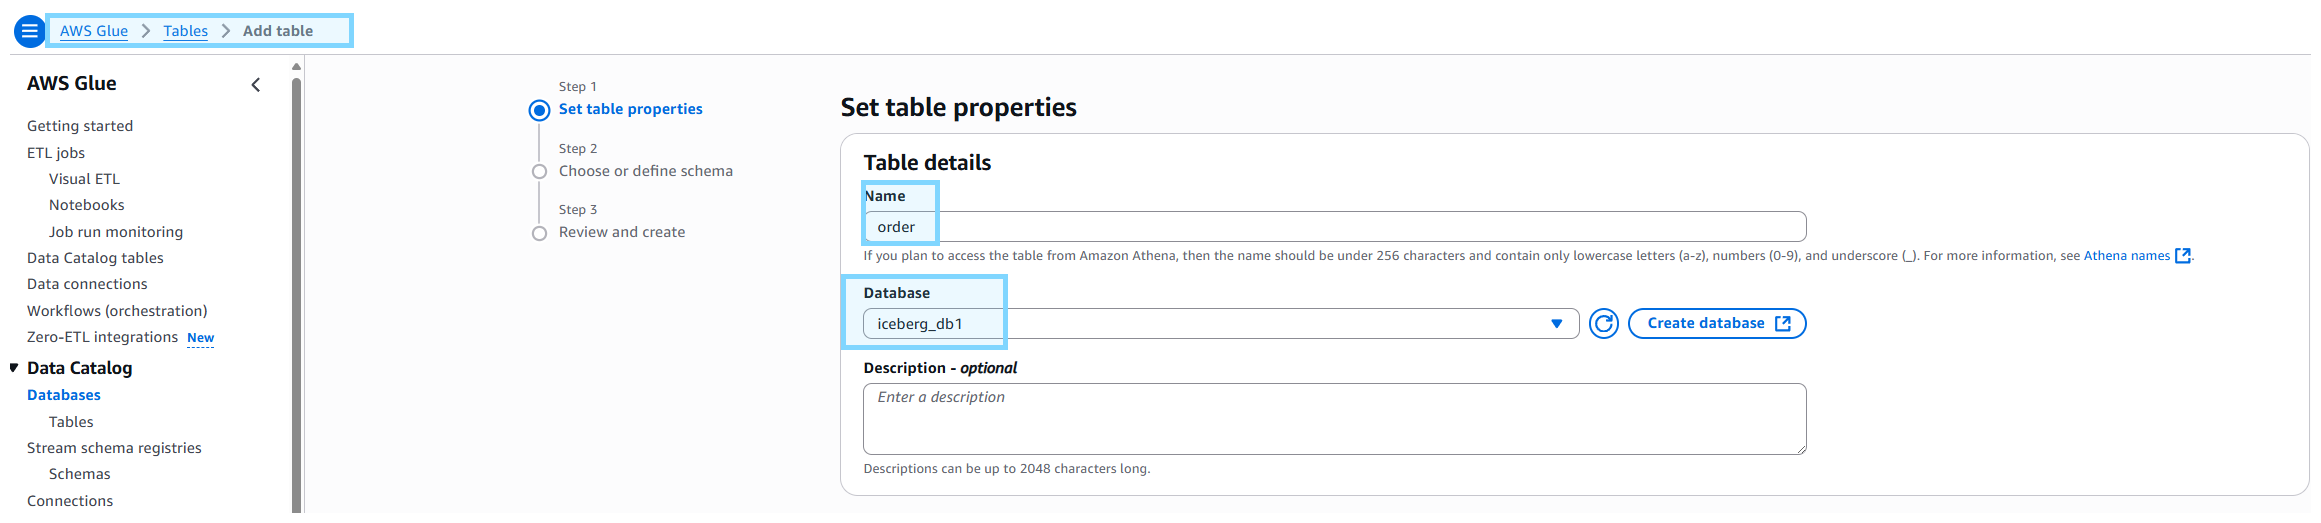 AWS Glue > Tables > Add table
AWS Glue
Getting started
ETL jobs
Visual ETL
Notebooks
Job run monitoring
Data Catalog tables
Data connections
Workflows (orchestration)
Zero-ETL integrations New
Data Catalog
Databases
Tables
Stream schema registries
Schemas
Connections
Step 1
Set table properties
Step 2
Choose or define schema
Step 3
Review and create
Set table properties
Table details
Name
order
If you plan to access the table from Amazon Athena, then the name should be under 256 characters and contain only lowercase letters (a-z), numbers (0-9), and underscore (_). For more information, see Athena names.
Database
iceberg_db1
Create database
Description - optional
Enter a description
Descriptions can be up to 2048 characters long.